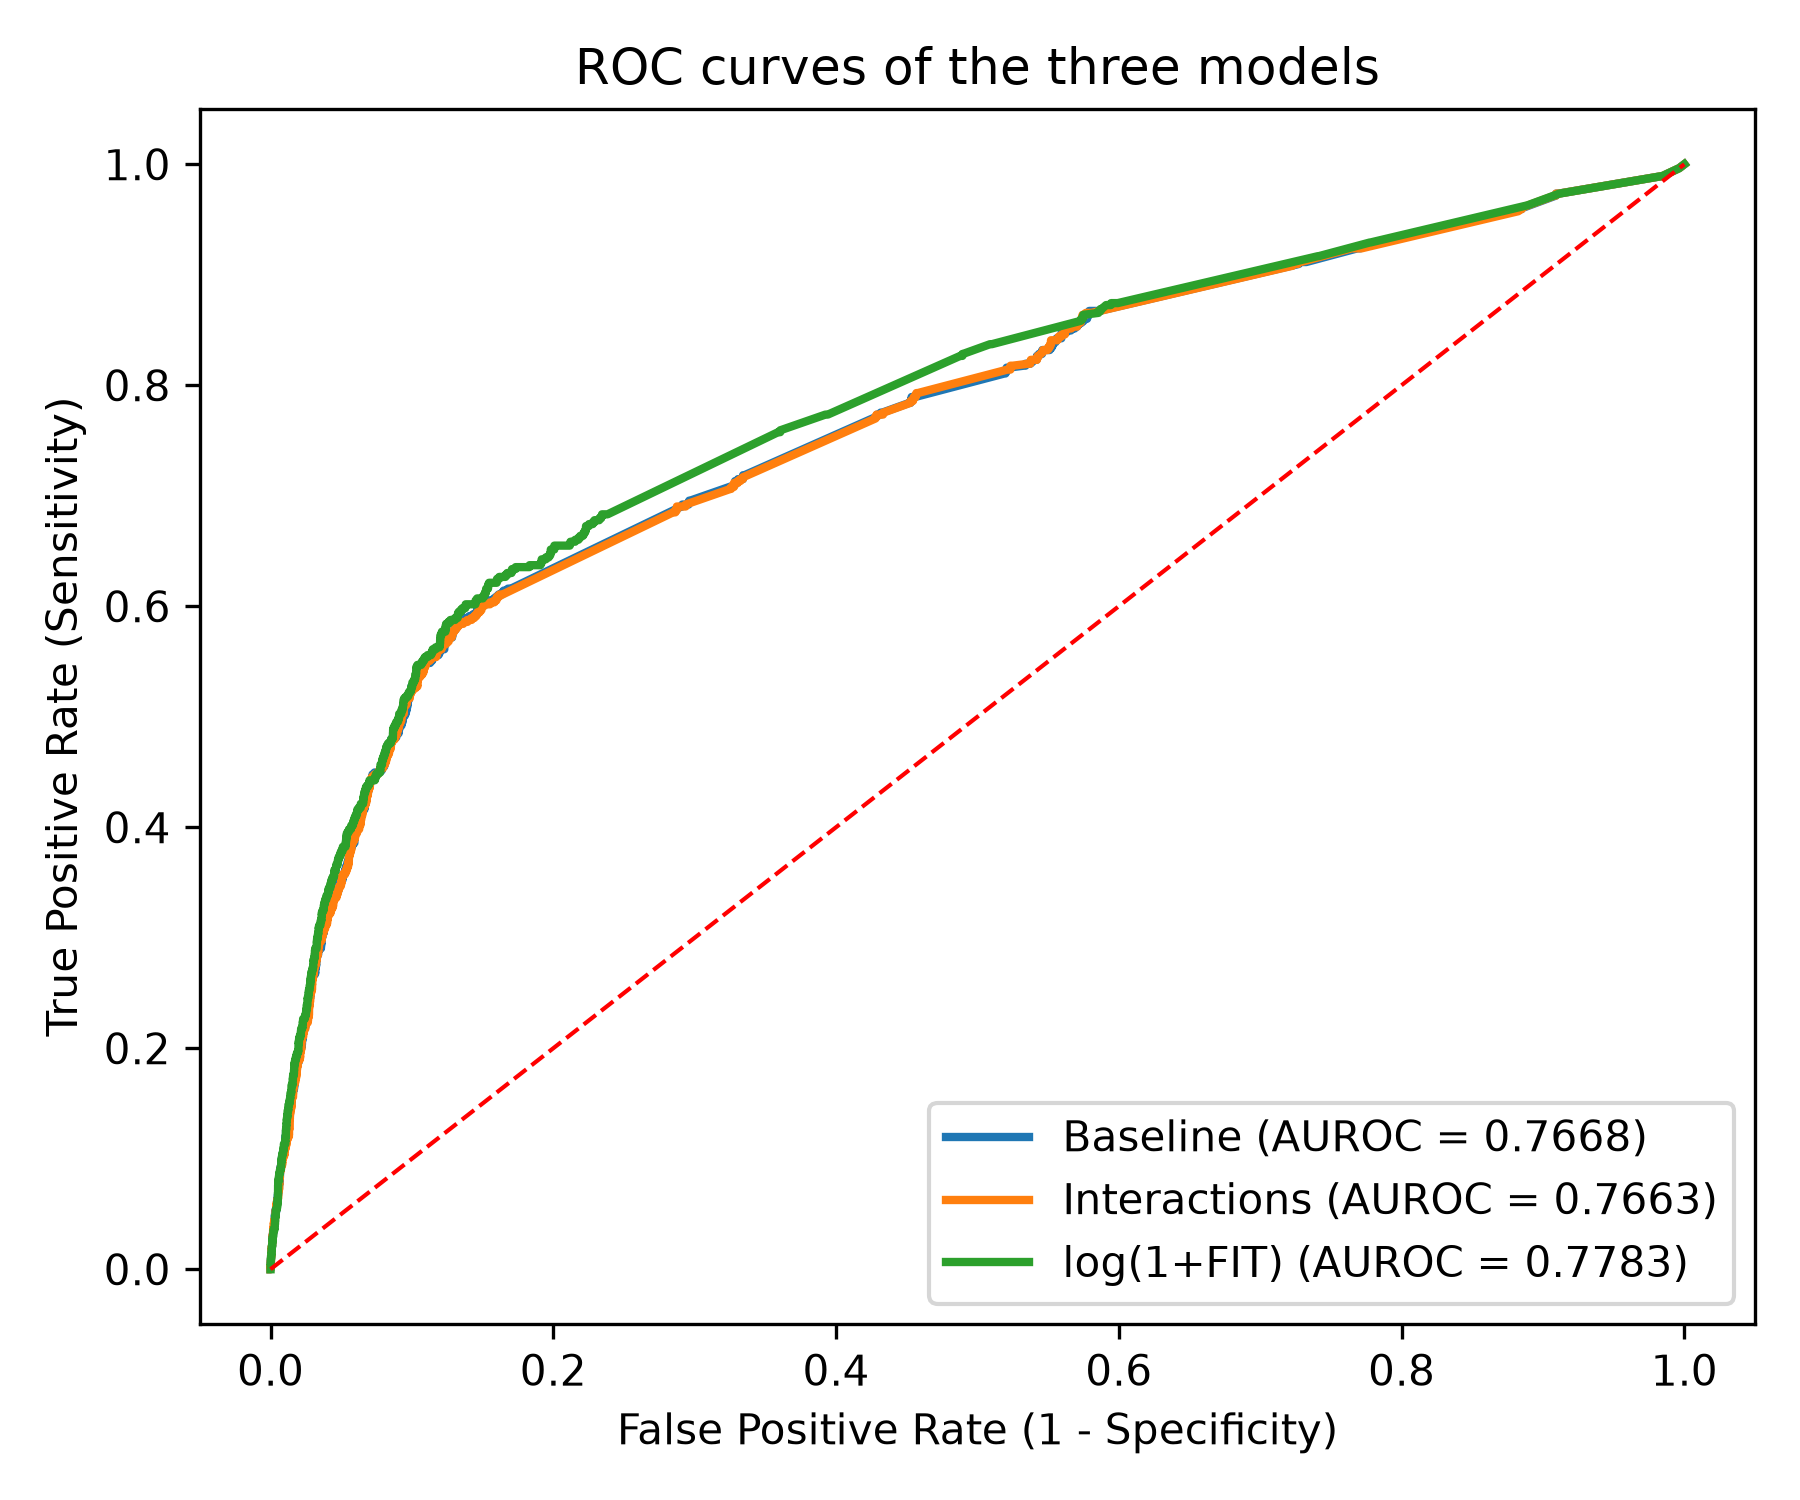 ROC curves of the three models
True Positive Rate (Sensitivity)
1.0
0.8
0.6
0.4
0.2
0.0
Baseline (AUROC = 0.7668)
Interactions (AUROC = 0.7663)
log(1+FIT) (AUROC = 0.7783)
0.0 0.2 0.4 0.6 0.8 1.0
False Positive Rate (1 - Specificity)